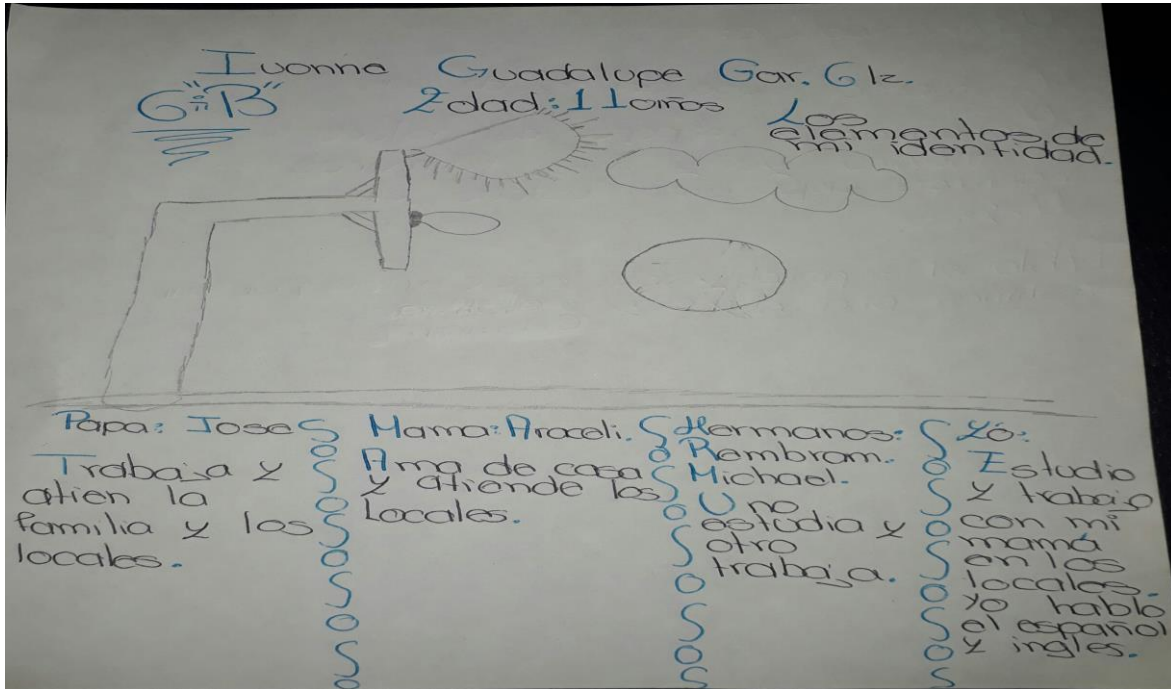 Ivonne Guadalupe Gar. Glz.
6-:"B"
Edad: 11 años
Los
elementos de
mi identidad.
Papa: Jose
Trabaja y
atien la
familia y los
locales.
Mama: Araceli.
Ama de casa
y atiende los
Locales.
Hermanos:
Rembram.
Michael.
Uno
estudia y
otro
trabaja.
Yó:
Estudio
y trabajo
con mi
mamá
en los
locales.
yo hablo
el español
y ingles.